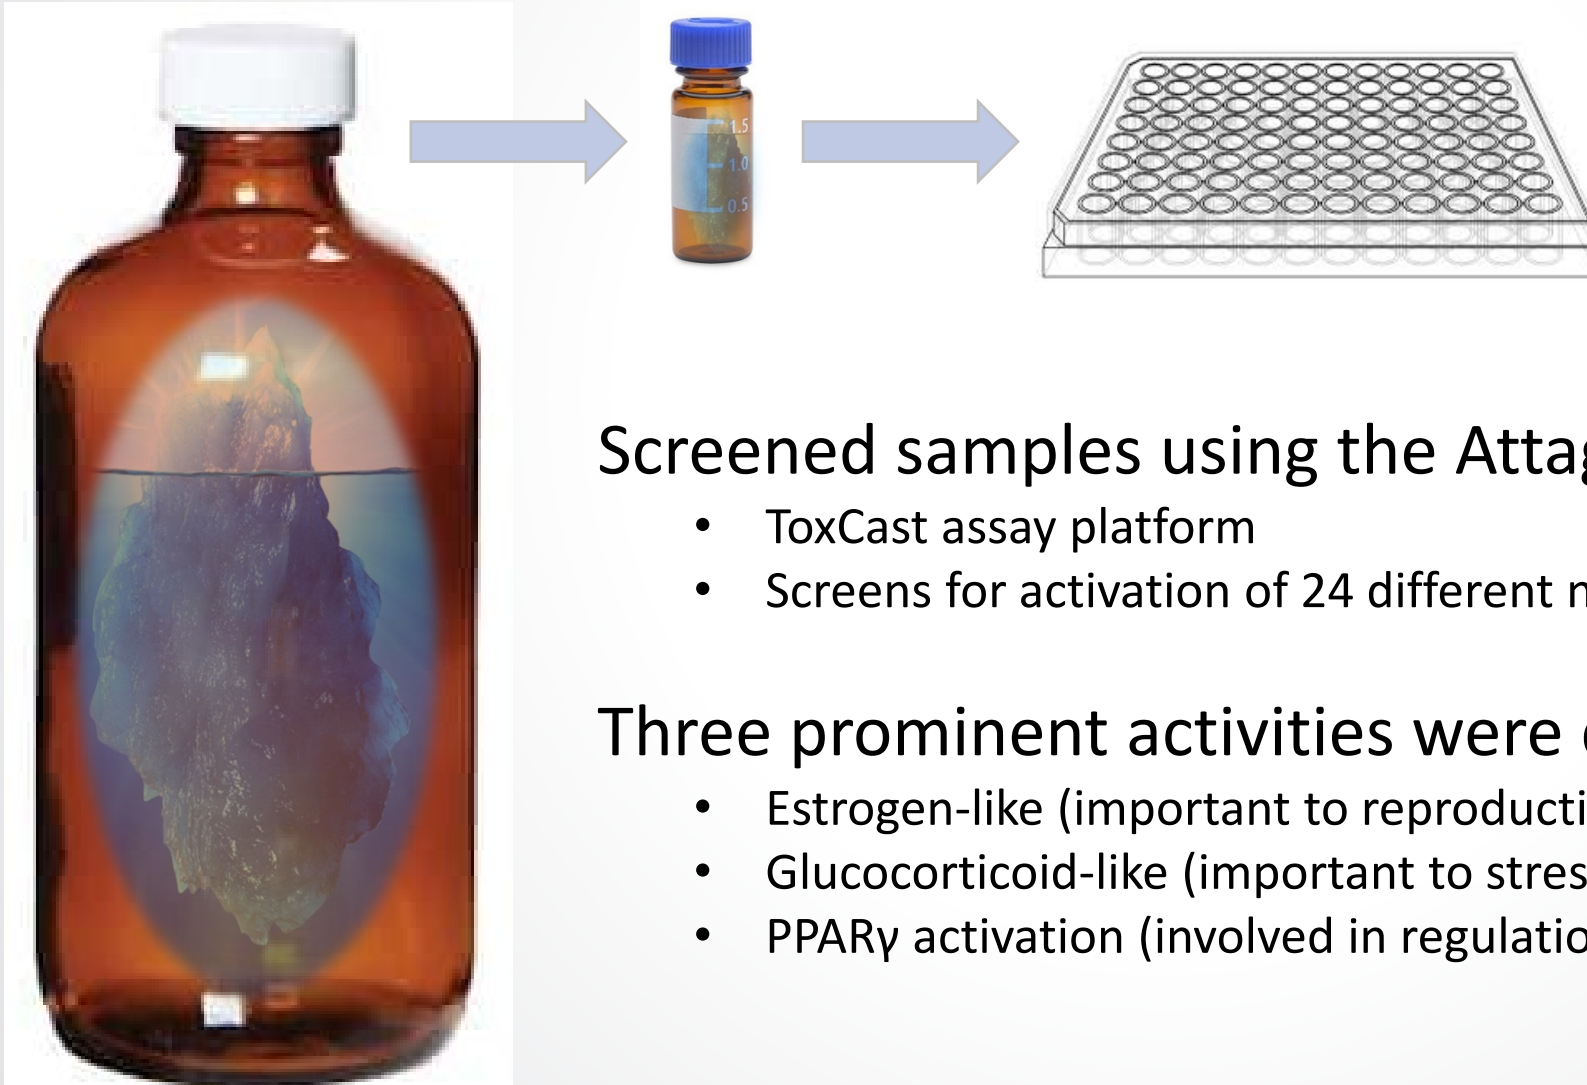 1.5
1.0
0.5
Screened samples using the Attag
• ToxCast assay platform
• Screens for activation of 24 different n
Three prominent activities were
• Estrogen-like (important to reproducti
• Glucocorticoid-like (important to stres
• PPARγ activation (involved in regulatio